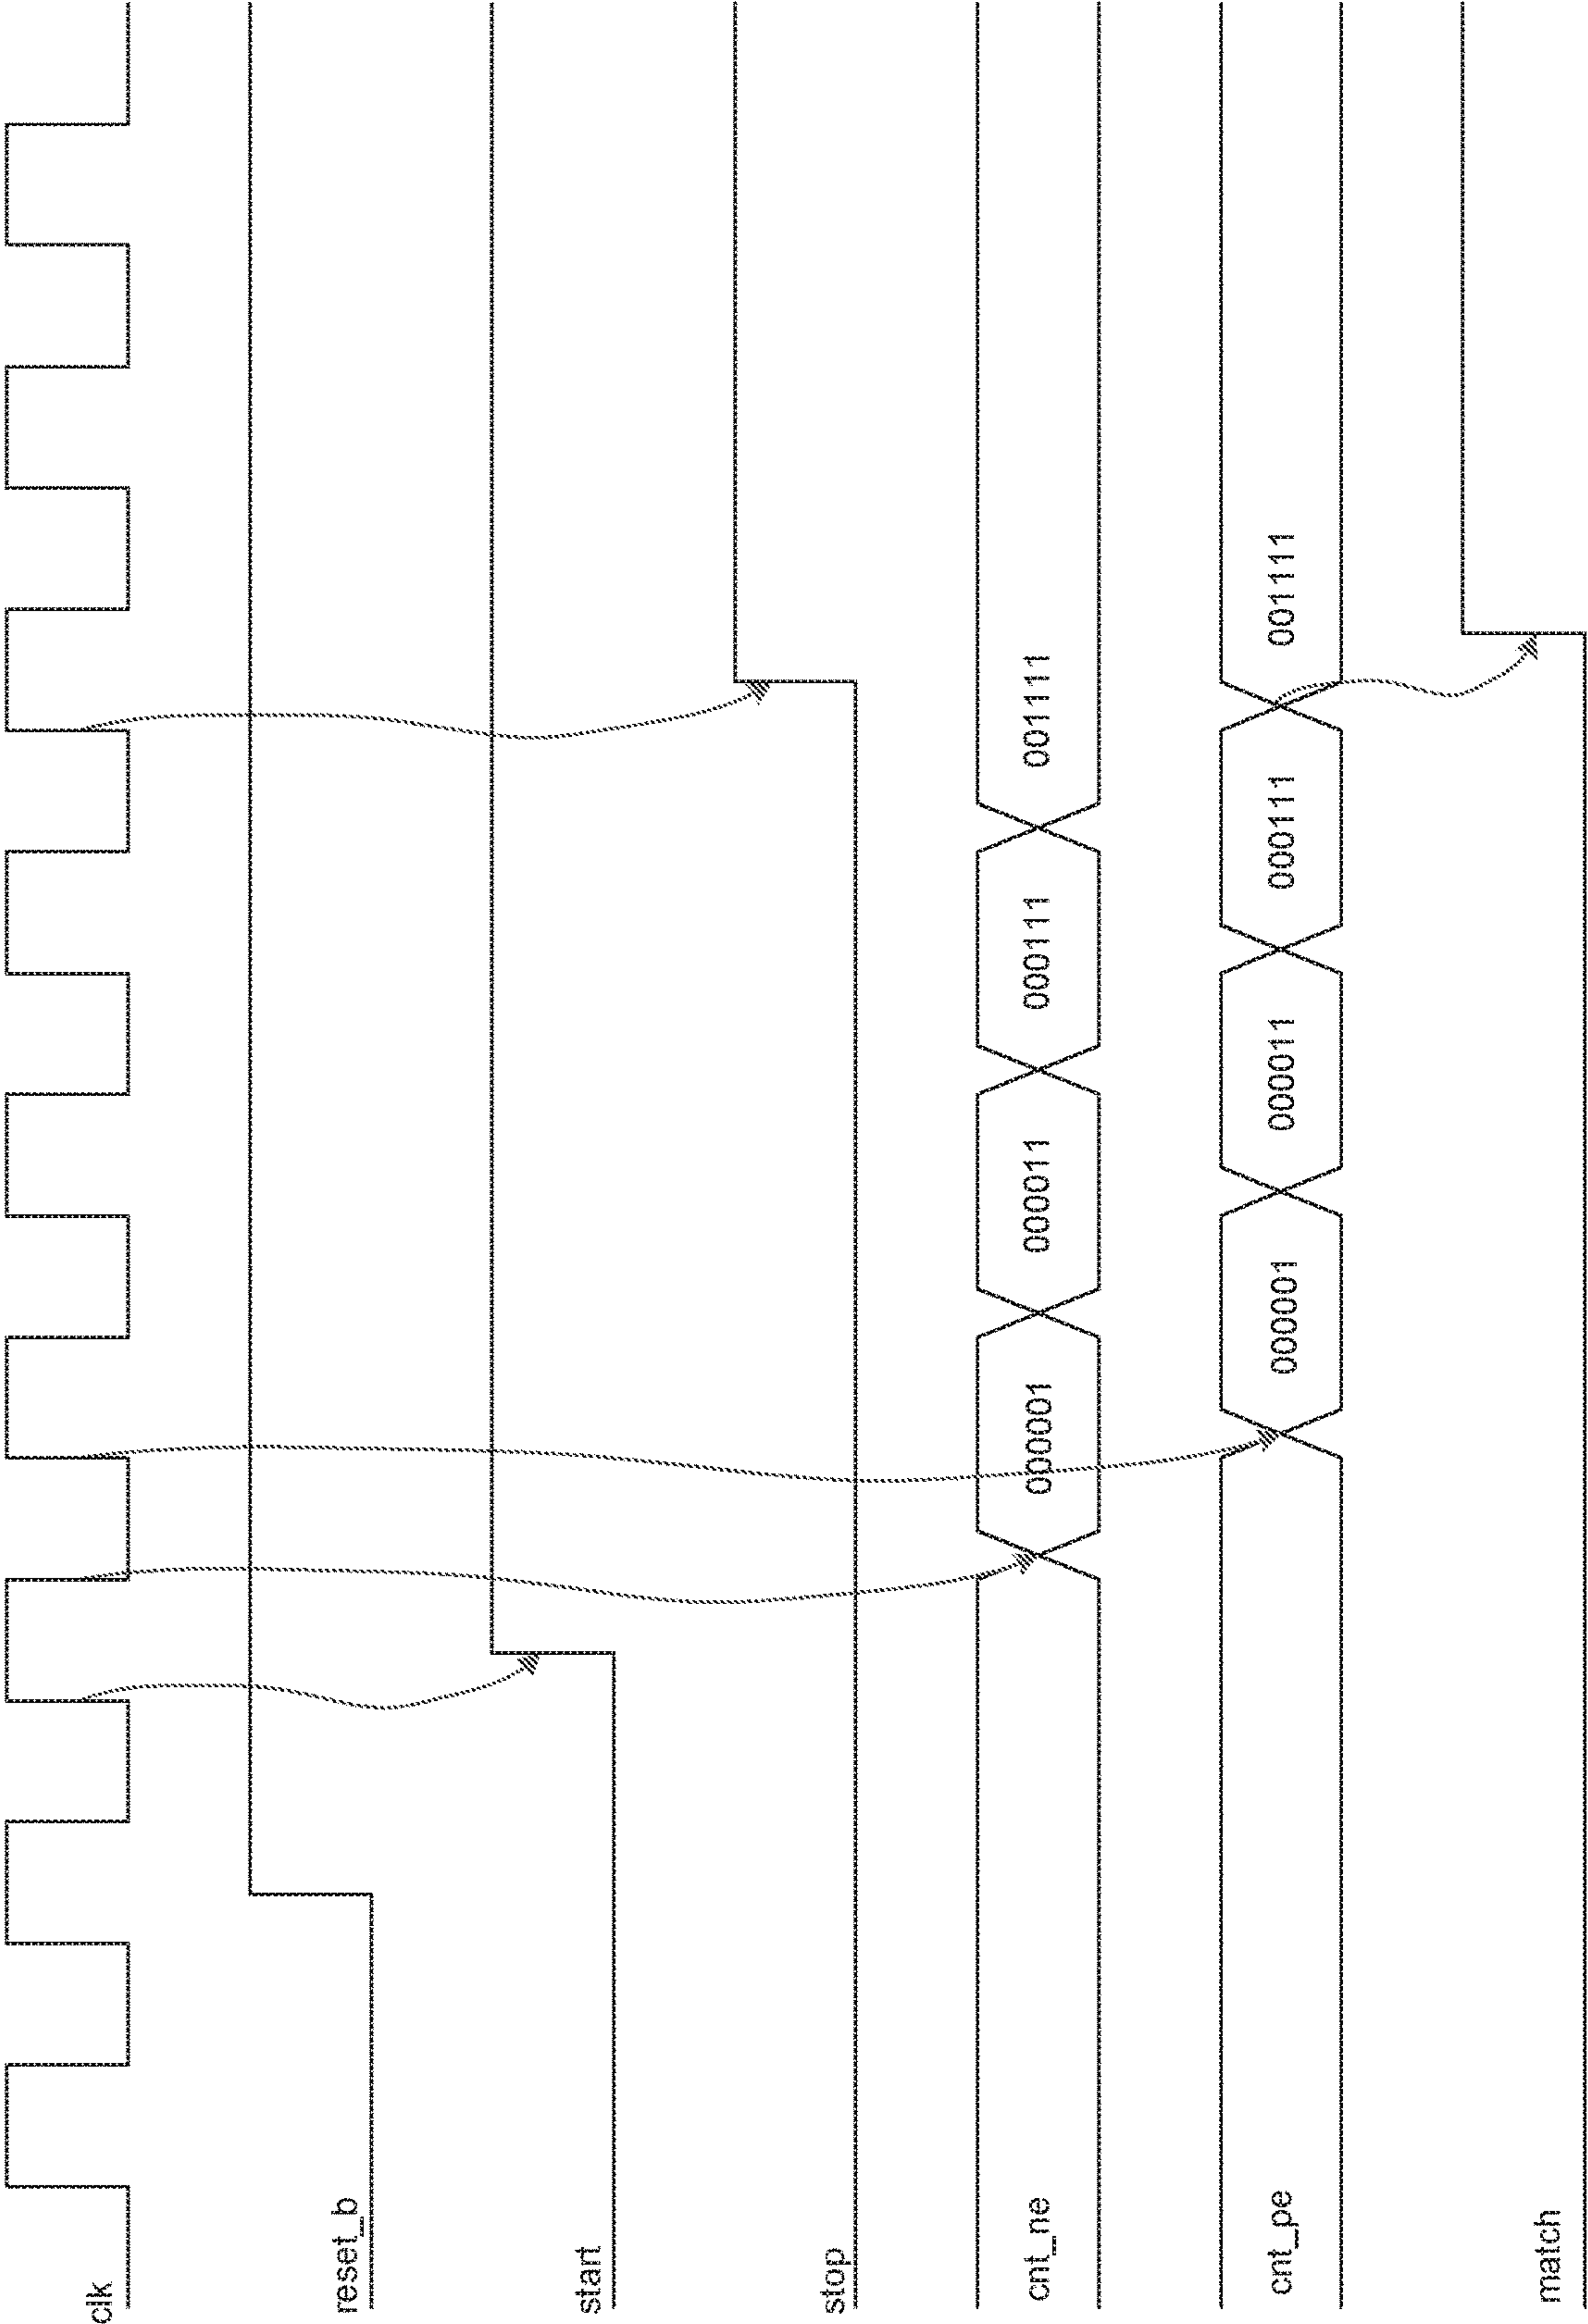 clk
reset_b
start
stop
cnt_ne 000001 000011 000111 001111
cnt_pe 000001 000011 000111 001111
match